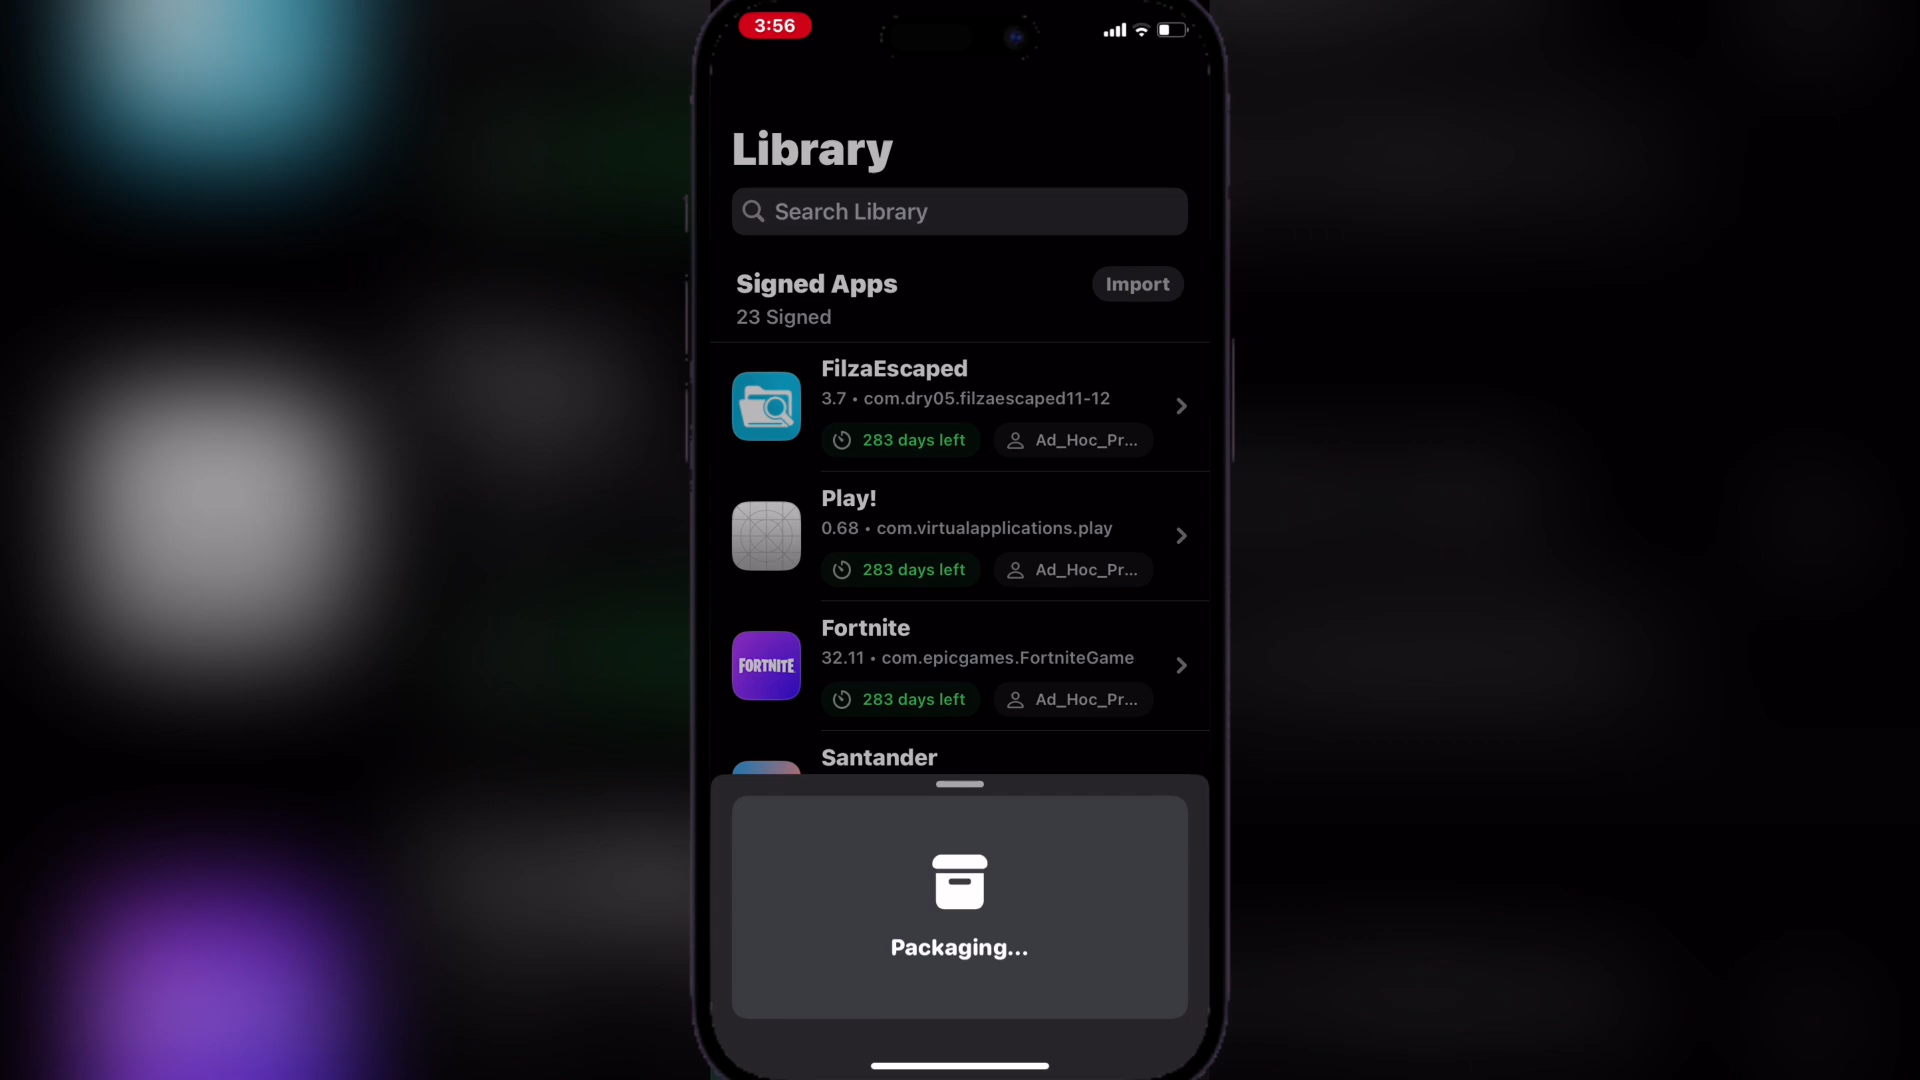 3:56
Library
Search Library
Signed Apps
Import
23 Signed
FilzaEscaped
3.7 • com.dry05.filzaescaped11-12
283 days left
Ad_Hoc_Pr...
Play!
0.68 • com.virtualapplications.play
283 days left
Ad_Hoc_Pr...
Fortnite
FORTNITE
32.11 • com.epicgames.FortniteGame
283 days left
Ad_Hoc_Pr...
Santander
Packaging...